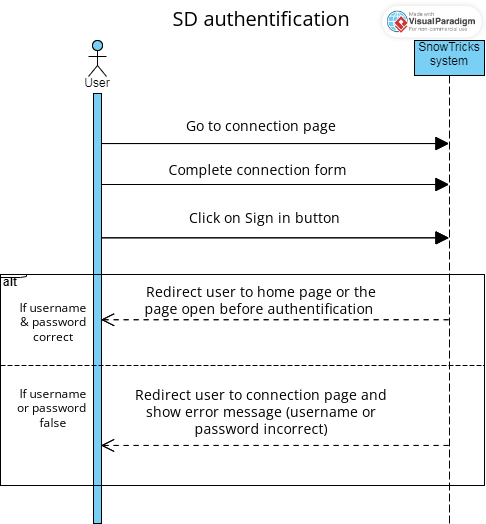 SD authentification
Made with
Visual Paradigm
For non-commercial use
SnowTricks
system
User
Go to connection page
Complete connection form
Click on Sign in button
alt
If username
& password
correct
Redirect user to home page or the
page open before authentification
If username
or password
false
Redirect user to connection page and
show error message (username or
password incorrect)